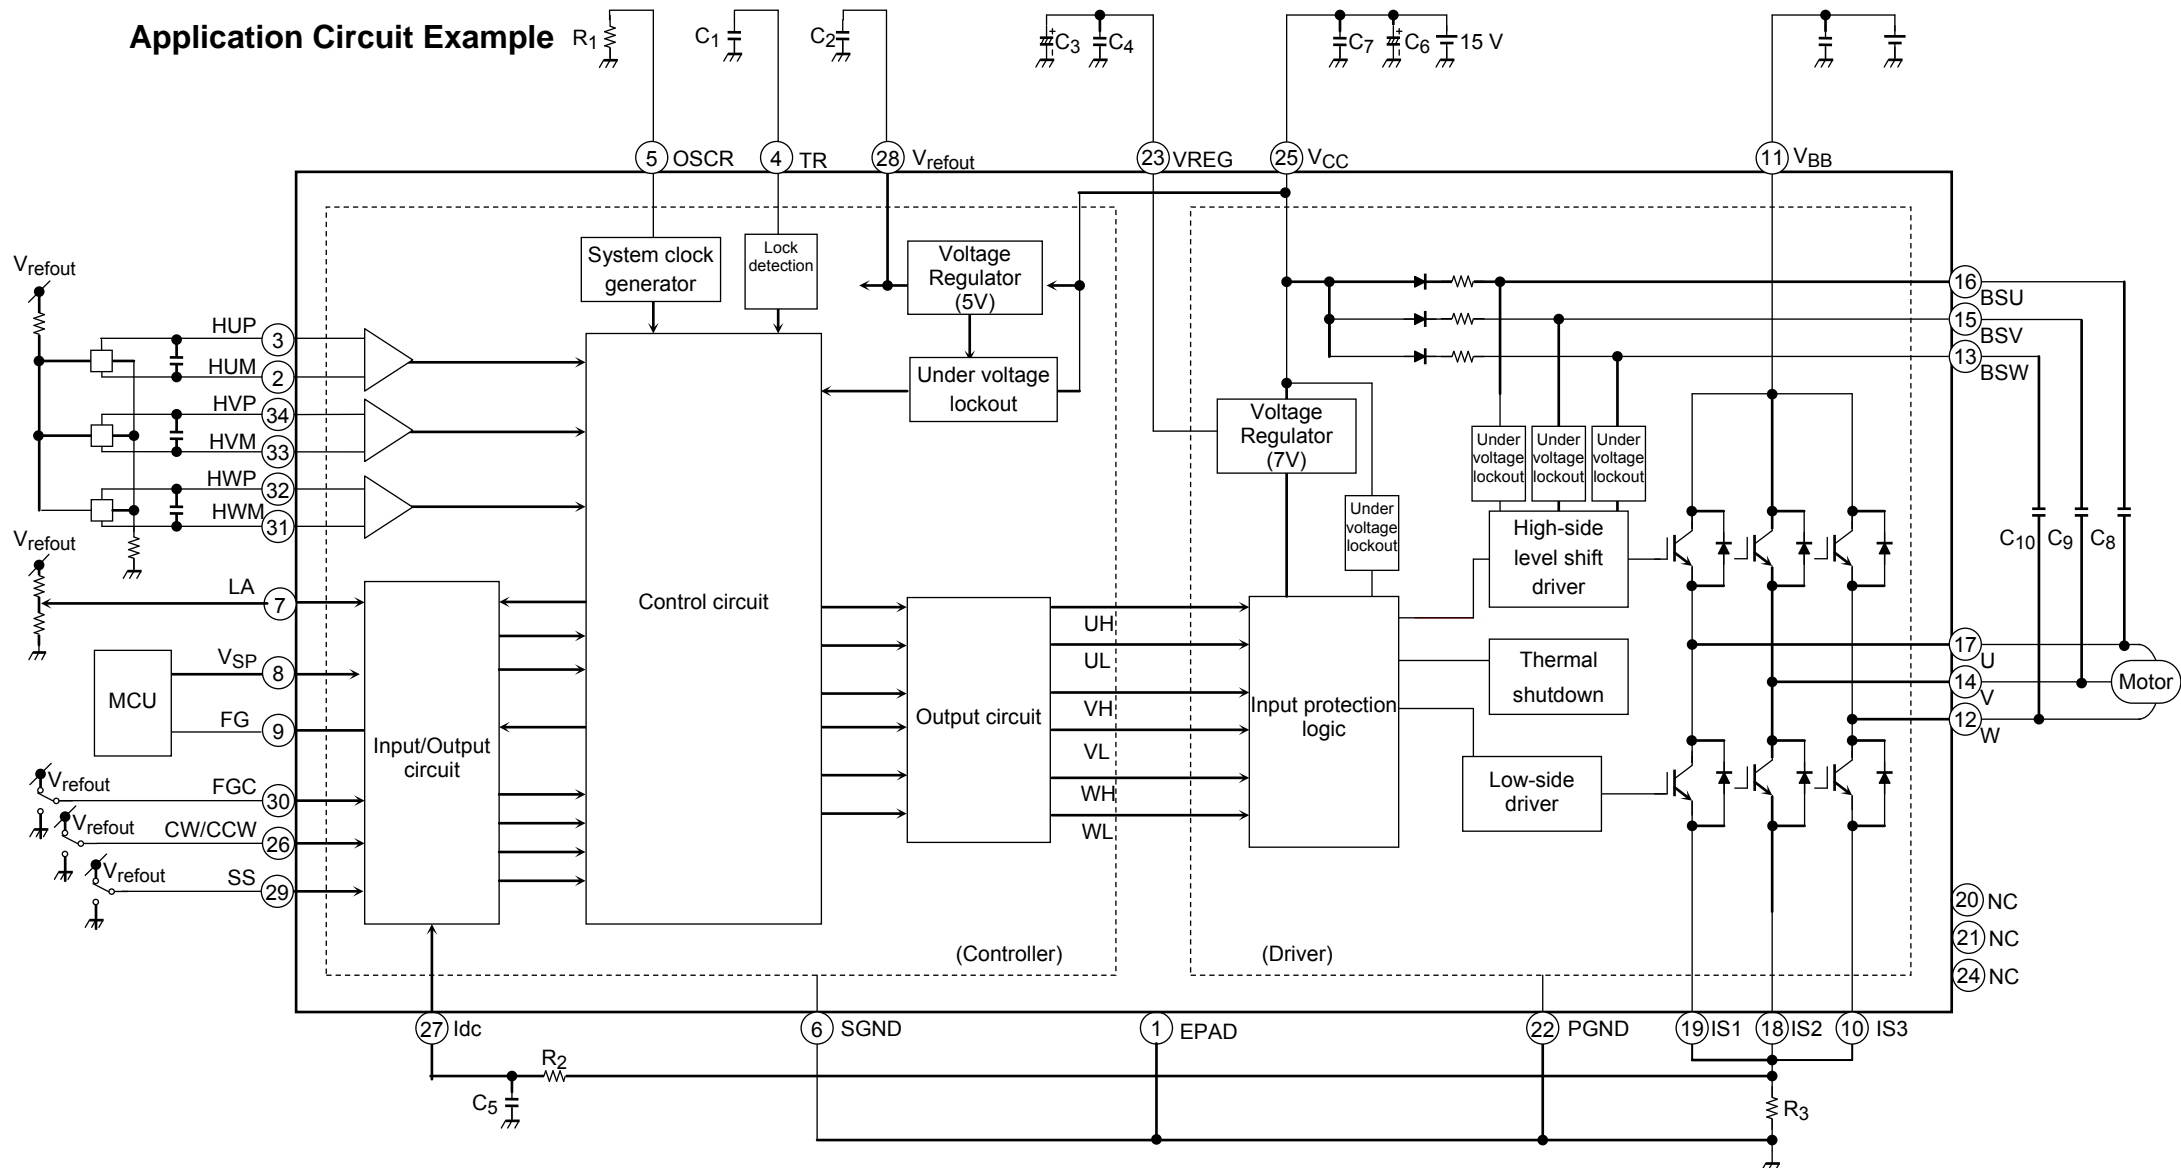 Application Circuit Example
R1
C1
C2
C3
C4
C7
C6
15 V
5 OSCR
4 TR
28 Vrefout
23 VREG
25 VCC
11 VBB
System clock
generator
Lock
detection
Voltage
Regulator
(5V)
Under voltage
lockout
Vrefout
HUP 3
HUM 2
HVP 34
HVM 33
HWP 32
HWM 31
Vrefout
LA 7
MCU
VSP 8
FG 9
Vrefout
FGC 30
Vrefout
CW/CCW 26
Vrefout
SS 29
Input/Output
circuit
Control circuit
Output circuit
UH
UL
VH
VL
WH
WL
(Controller)
Voltage
Regulator
(7V)
Under
voltage
lockout
Under
voltage
lockout
Under
voltage
lockout
Under
voltage
lockout
High-side
level shift
driver
Thermal
shutdown
Input protection
logic
Low-side
driver
(Driver)
16
BSU
15
BSV
13
BSW
C10
C9
C8
17
U
14
V
12
W
Motor
20 NC
21 NC
24 NC
27 Idc
6 SGND
1 EPAD
22 PGND
19 IS1
18 IS2
10 IS3
R2
C5
R3